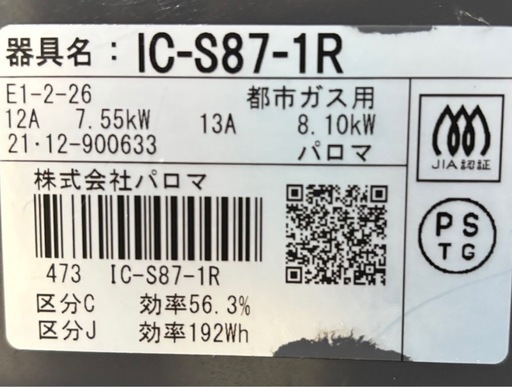 器具名：IC-S87-1R
E1-2-26 都市ガス用
12A 7.55kW 13A 8.10kW
21・12-900633 パロマ
JIA認証
株式会社パロマ
PS
TG
473 IC-S87-1R
区分C 効率56.3%
区分J 効率192Wh